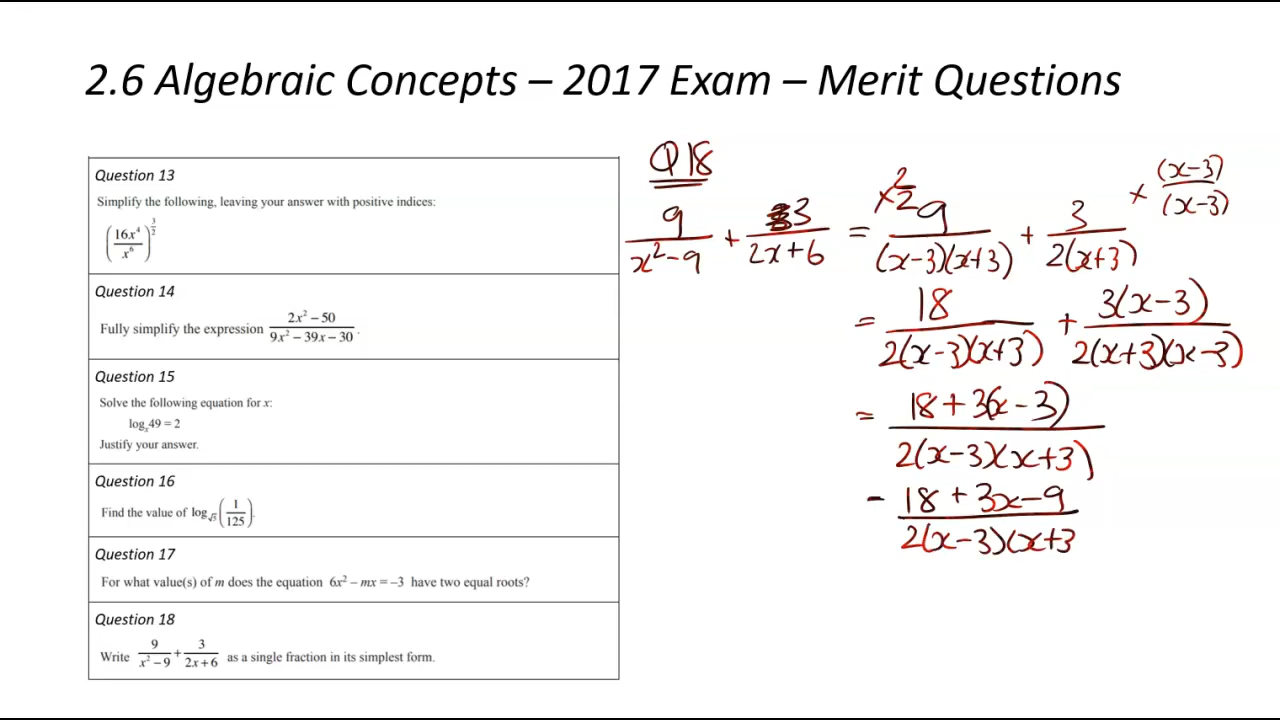 2.6 Algebraic Concepts – 2017 Exam – Merit Questions
Question 13
Simplify the following, leaving your answer with positive indices:
(16x⁴/x⁶)^(3/2)
Question 14
Fully simplify the expression (2x² – 50)/(9x² – 39x – 30).
Question 15
Solve the following equation for x:
logₓ49 = 2
Justify your answer.
Question 16
Find the value of log_√5(1/125).
Question 17
For what value(s) of m does the equation 6x² – mx = –3 have two equal roots?
Question 18
Write 9/(x² – 9) + 3/(2x + 6) as a single fraction in its simplest form.
Q18
9/(x² – 9) + 3/(2x + 6) = ×2/2 9/((x–3)(x+3)) + 3/(2(x+3)) × (x–3)/(x–3)
= 18/(2(x–3)(x+3)) + 3(x–3)/(2(x+3)(x–3))
= (18 + 3(x – 3))/(2(x–3)(x+3))
- (18 + 3x – 9)/(2(x–3)(x+3